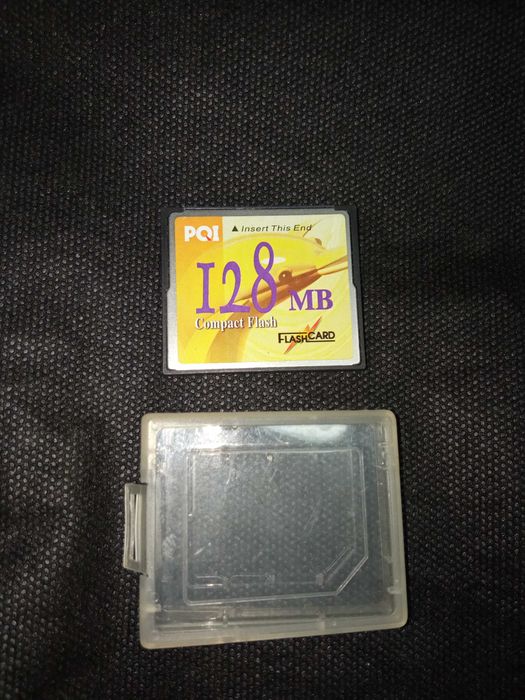 PQI
▲ Insert This End
128 MB
Compact Flash
FLASHCARD